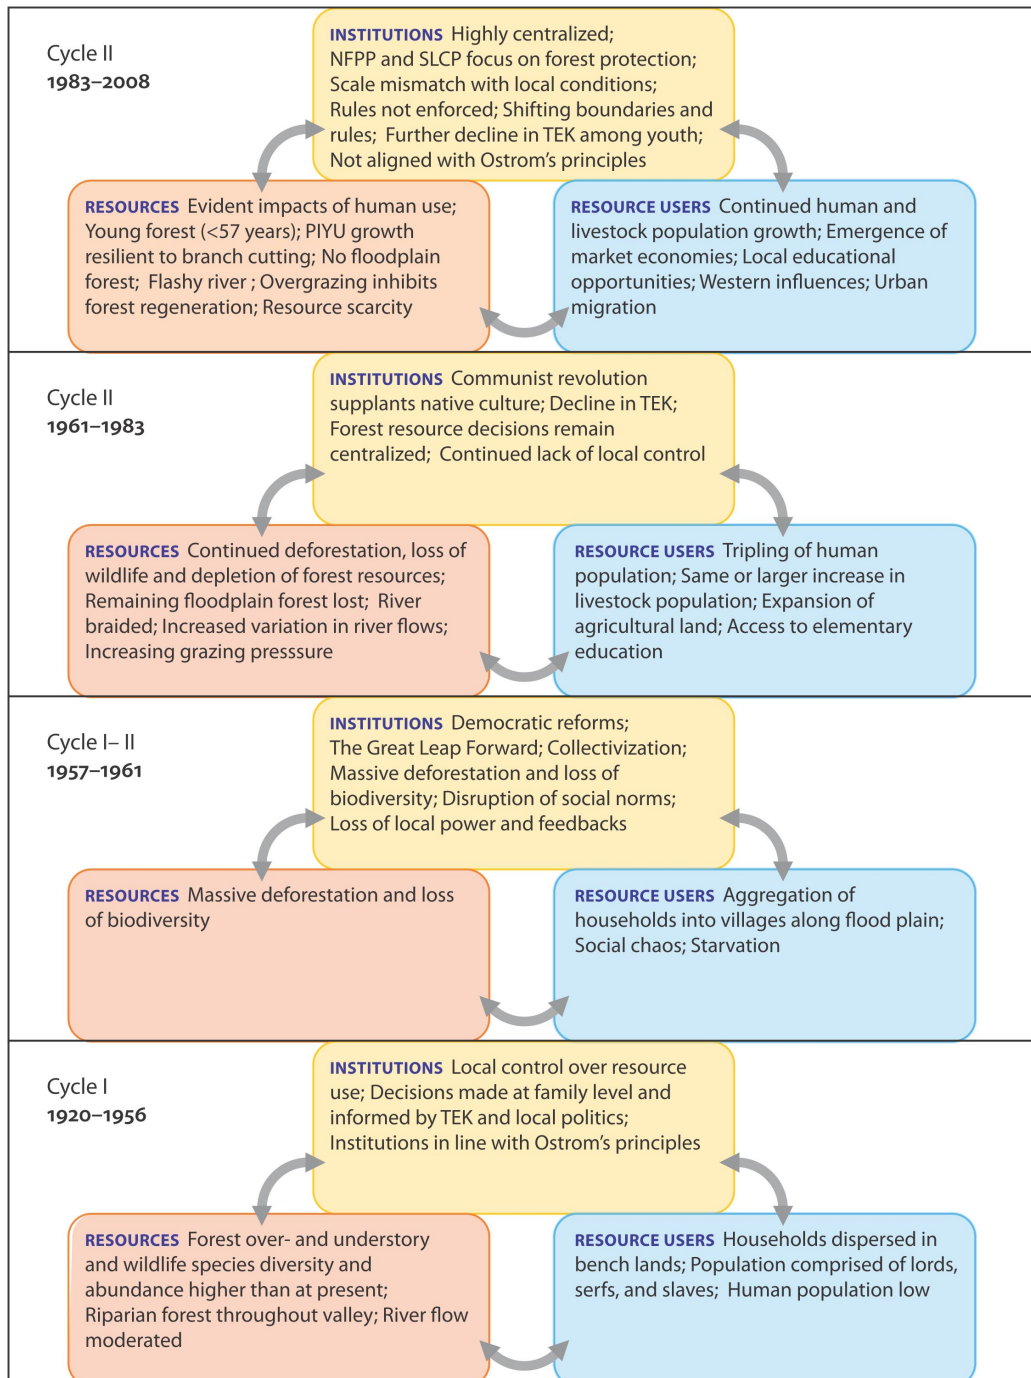 Cycle II
1983–2008
INSTITUTIONS Highly centralized;
NFPP and SLCP focus on forest protection;
Scale mismatch with local conditions;
Rules not enforced; Shifting boundaries and
rules; Further decline in TEK among youth;
Not aligned with Ostrom's principles
RESOURCES Evident impacts of human use;
Young forest (<57 years); PIYU growth
resilient to branch cutting; No floodplain
forest; Flashy river ; Overgrazing inhibits
forest regeneration; Resource scarcity
RESOURCE USERS Continued human and
livestock population growth; Emergence of
market economies; Local educational
opportunities; Western influences; Urban
migration
Cycle II
1961–1983
INSTITUTIONS Communist revolution
supplants native culture; Decline in TEK;
Forest resource decisions remain
centralized; Continued lack of local control
RESOURCES Continued deforestation, loss of
wildlife and depletion of forest resources;
Remaining floodplain forest lost; River
braided; Increased variation in river flows;
Increasing grazing presssure
RESOURCE USERS Tripling of human
population; Same or larger increase in
livestock population; Expansion of
agricultural land; Access to elementary
education
Cycle I– II
1957–1961
INSTITUTIONS Democratic reforms;
The Great Leap Forward; Collectivization;
Massive deforestation and loss of
biodiversity; Disruption of social norms;
Loss of local power and feedbacks
RESOURCES Massive deforestation and loss
of biodiversity
RESOURCE USERS Aggregation of
households into villages along flood plain;
Social chaos; Starvation
Cycle I
1920–1956
INSTITUTIONS Local control over resource
use; Decisions made at family level and
informed by TEK and local politics;
Institutions in line with Ostrom's principles
RESOURCES Forest over- and understory
and wildlife species diversity and
abundance higher than at present;
Riparian forest throughout valley; River flow
moderated
RESOURCE USERS Households dispersed in
bench lands; Population comprised of lords,
serfs, and slaves; Human population low